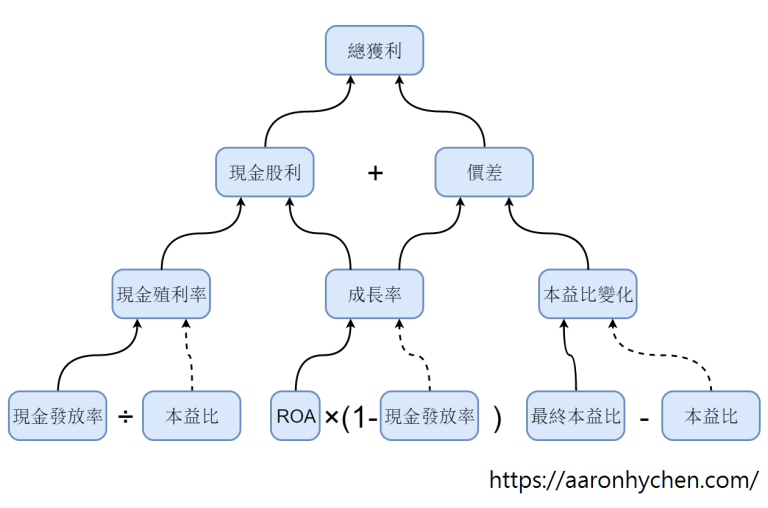 總獲利
現金股利 + 價差
現金殖利率 成長率 本益比變化
現金發放率 ÷ 本益比 ROA ×(1- 現金發放率 ) 最終本益比 - 本益比
https://aaronhychen.com/